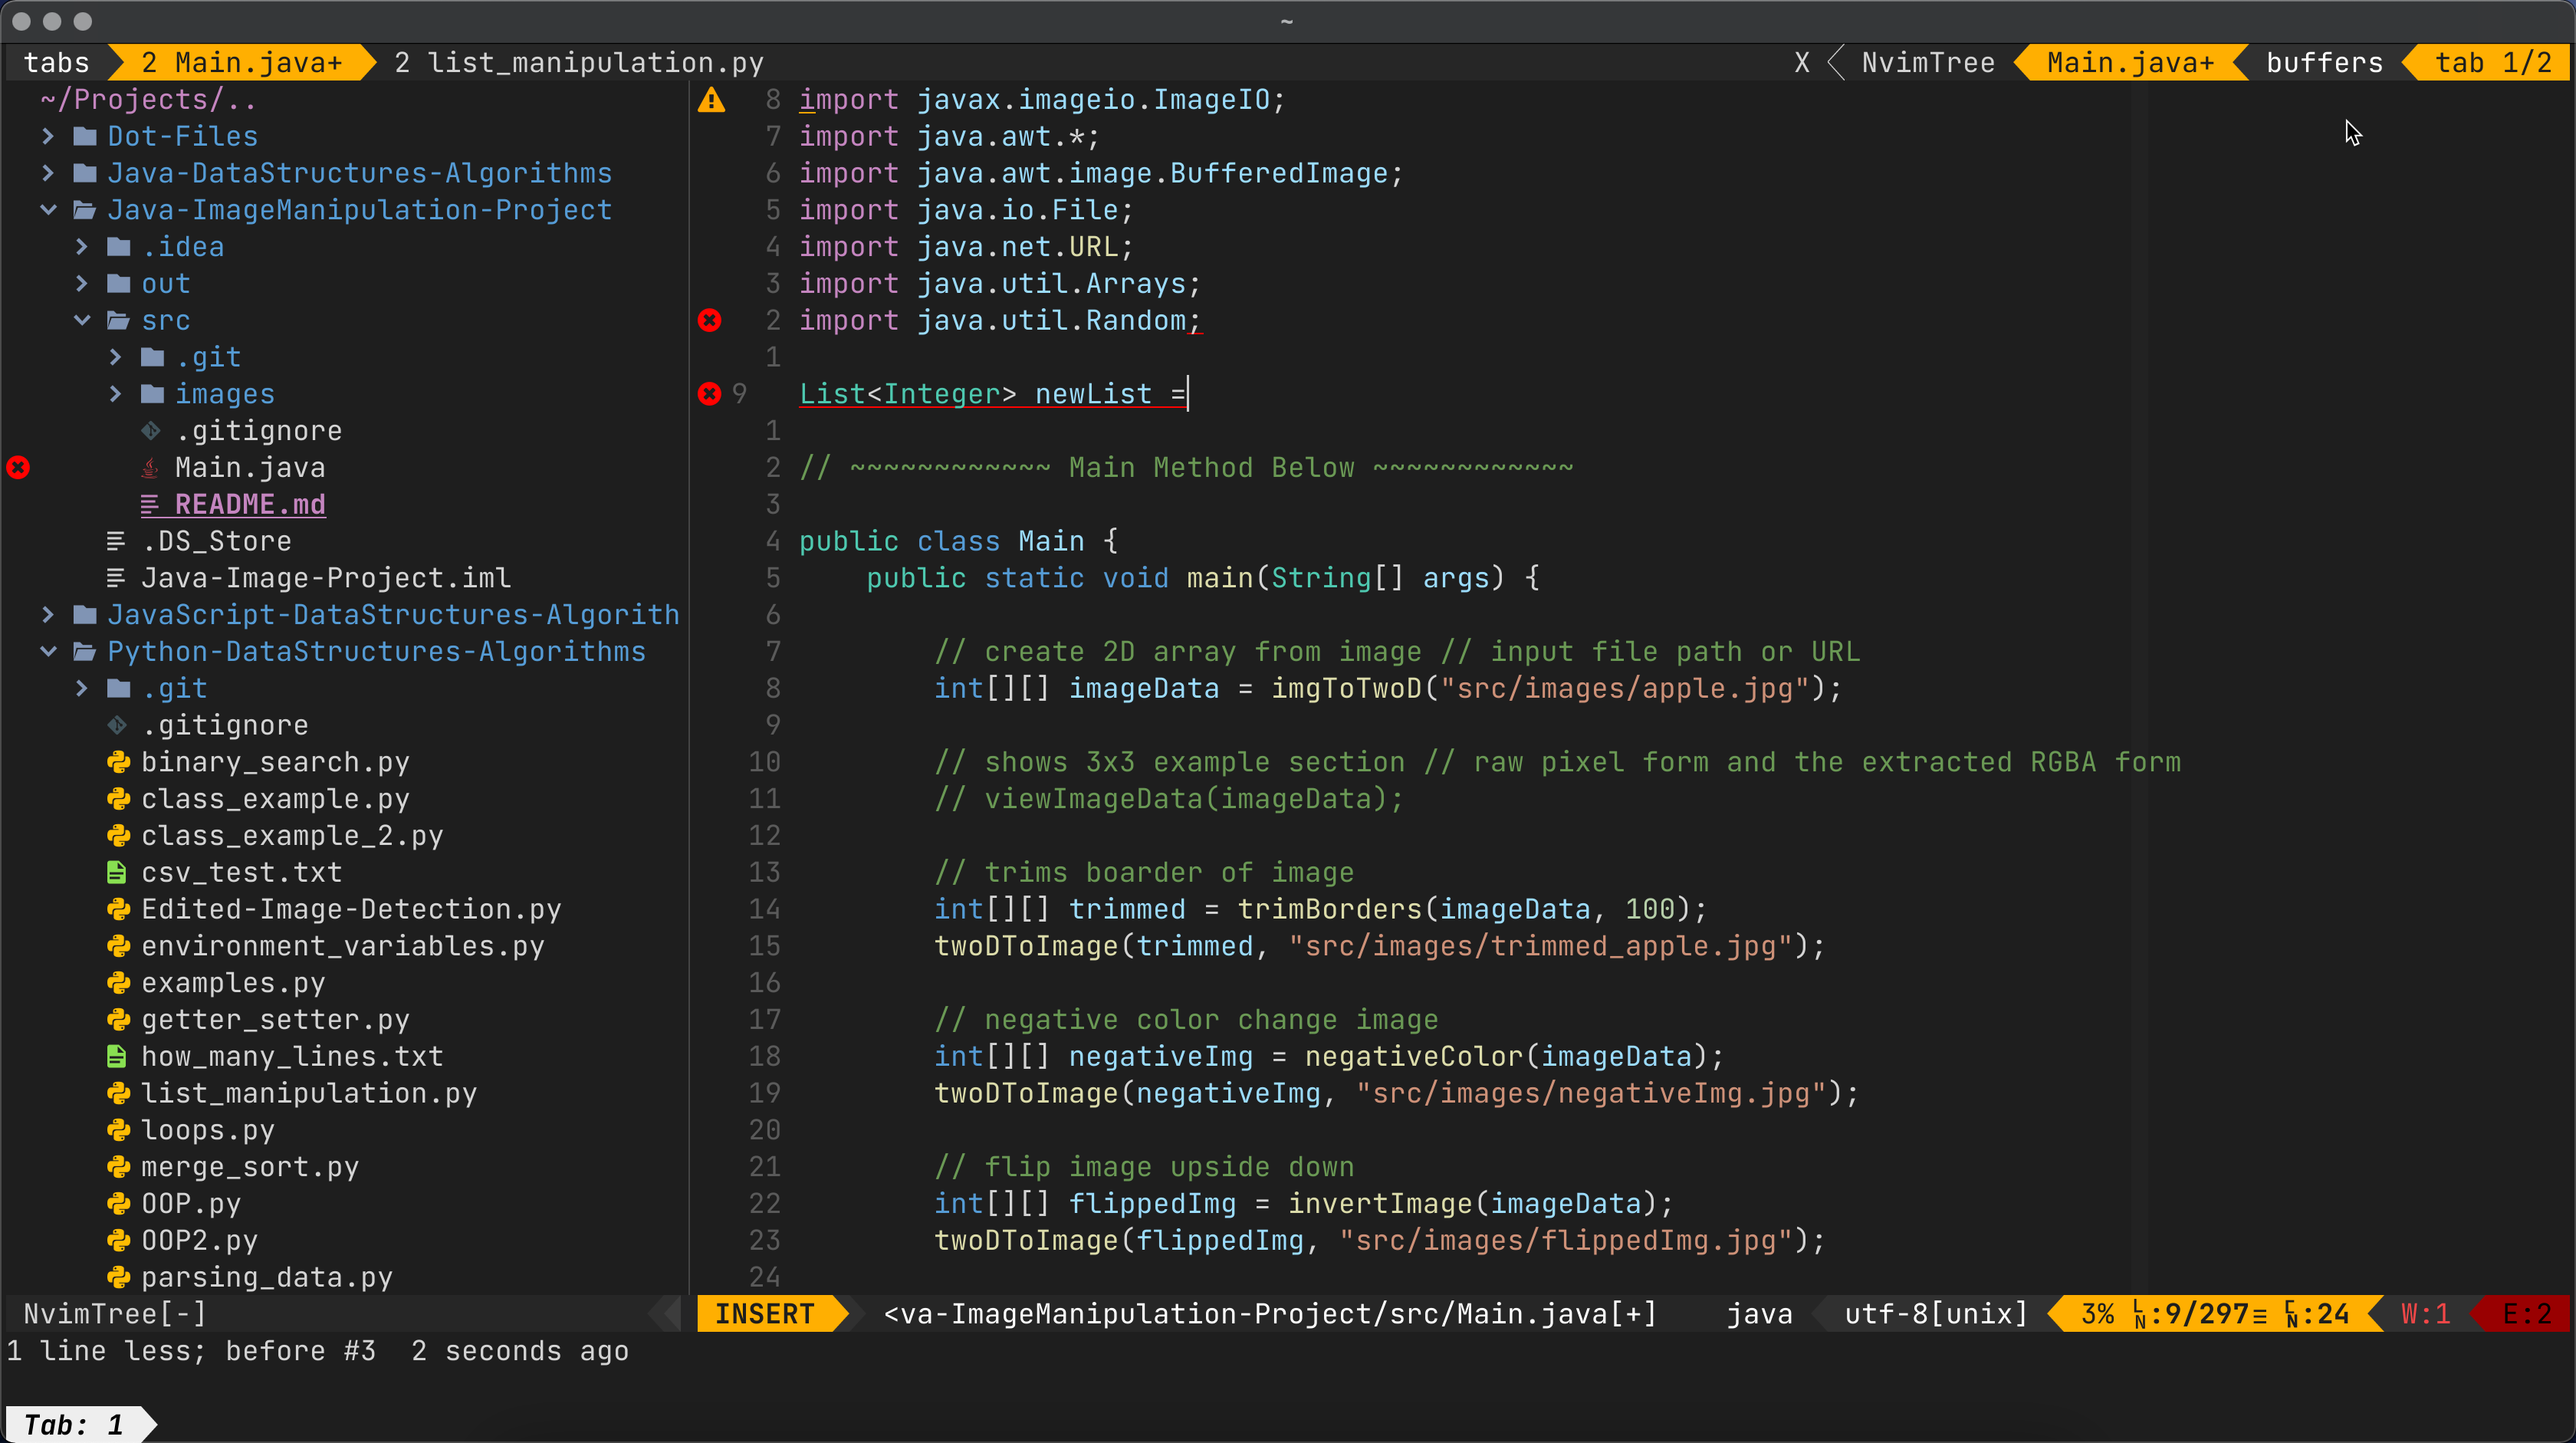 ~
tabs 2 Main.java+ 2 list_manipulation.py X NvimTree Main.java+ buffers tab 1/2
~/Projects/..
Dot-Files
Java-DataStructures-Algorithms
Java-ImageManipulation-Project
.idea
out
src
.git
images
.gitignore
Main.java
README.md
.DS_Store
Java-Image-Project.iml
JavaScript-DataStructures-Algorith
Python-DataStructures-Algorithms
.git
.gitignore
binary_search.py
class_example.py
class_example_2.py
csv_test.txt
Edited-Image-Detection.py
environment_variables.py
examples.py
getter_setter.py
how_many_lines.txt
list_manipulation.py
loops.py
merge_sort.py
OOP.py
OOP2.py
parsing_data.py
8 import javax.imageio.ImageIO;
7 import java.awt.*;
6 import java.awt.image.BufferedImage;
5 import java.io.File;
4 import java.net.URL;
3 import java.util.Arrays;
2 import java.util.Random;
1
9 List<Integer> newList =
1
2 // ~~~~~~~~~~~~ Main Method Below ~~~~~~~~~~~~
3
4 public class Main {
5 public static void main(String[] args) {
6
7 // create 2D array from image // input file path or URL
8 int[][] imageData = imgToTwoD("src/images/apple.jpg");
9
10 // shows 3x3 example section // raw pixel form and the extracted RGBA form
11 // viewImageData(imageData);
12
13 // trims boarder of image
14 int[][] trimmed = trimBorders(imageData, 100);
15 twoDToImage(trimmed, "src/images/trimmed_apple.jpg");
16
17 // negative color change image
18 int[][] negativeImg = negativeColor(imageData);
19 twoDToImage(negativeImg, "src/images/negativeImg.jpg");
20
21 // flip image upside down
22 int[][] flippedImg = invertImage(imageData);
23 twoDToImage(flippedImg, "src/images/flippedImg.jpg");
24
NvimTree[-] INSERT <va-ImageManipulation-Project/src/Main.java[+] java utf-8[unix] 3% LN:9/297≡ CN:24 W:1 E:2
1 line less; before #3 2 seconds ago
Tab: 1